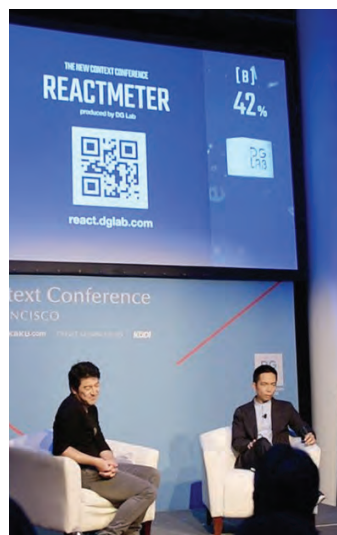 THE NEW CONTEXT CONFERENCE
REACTMETER
produced by DG Lab
react.dglab.com
[B]
42%
DG
LAB
text Conference
NCISCO
KDDI
DG